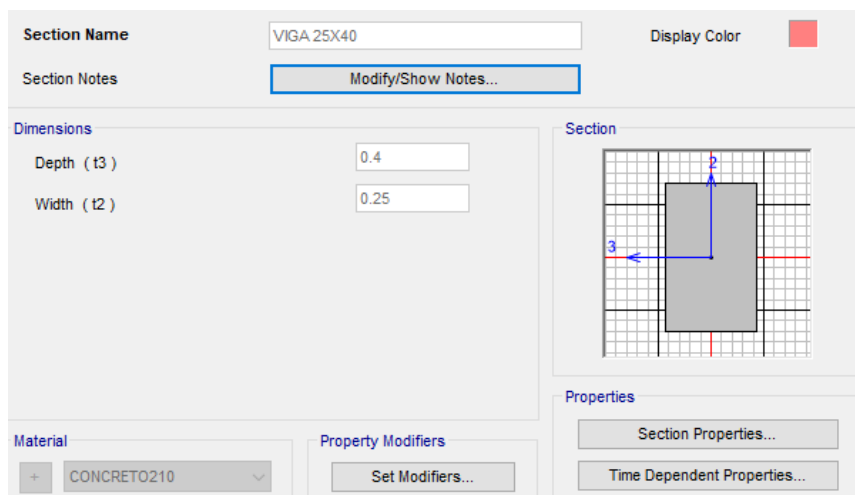 Section Name VIGA 25X40 Display Color
Section Notes Modify/Show Notes...
Dimensions
Depth ( t3 ) 0.4
Width ( t2 ) 0.25
Section
2
3
Properties
Section Properties...
Time Dependent Properties...
Material
+ CONCRETO210
Property Modifiers
Set Modifiers...